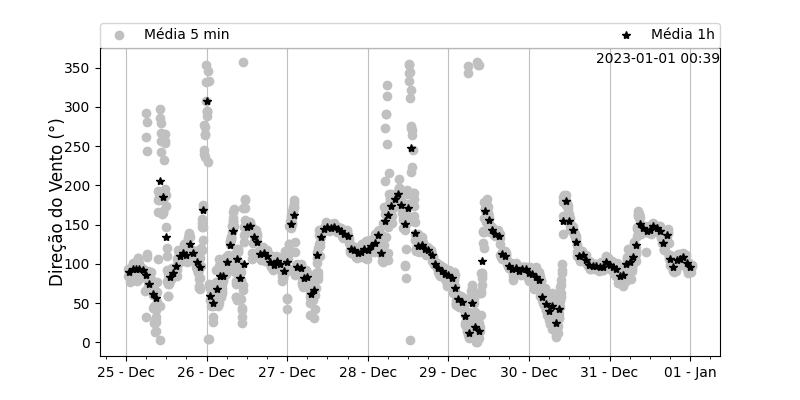 Média 5 min
Média 1h
2023-01-01 00:39
Direção do Vento (°)
350
300
250
200
150
100
50
0
25 - Dec
26 - Dec
27 - Dec
28 - Dec
29 - Dec
30 - Dec
31 - Dec
01 - Jan